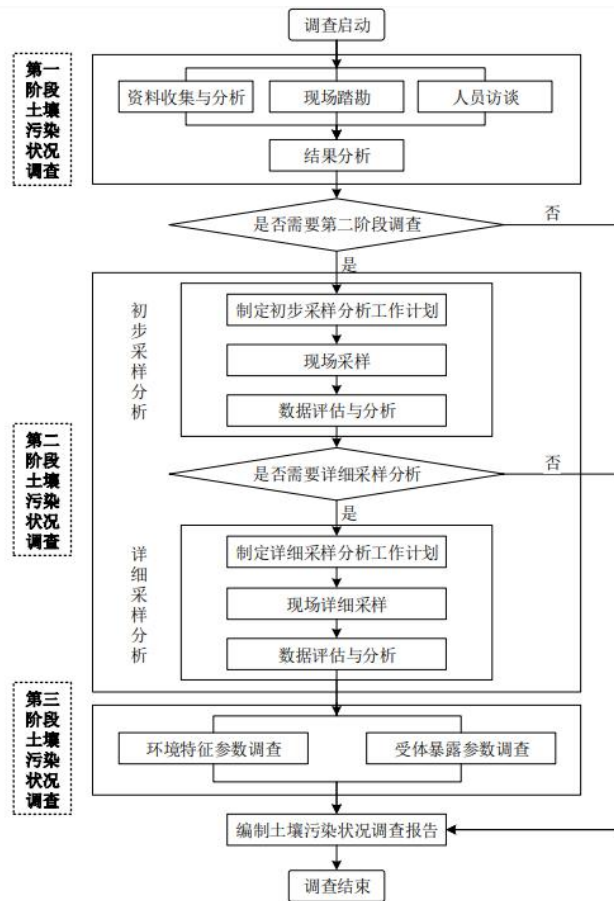 调查启动
第一
阶段
土壤
污染
状况
调查
资料收集与分析
现场踏勘
人员访谈
结果分析
是否需要第二阶段调查
否
是
初步采样分析
制定初步采样分析工作计划
现场采样
数据评估与分析
第二
阶段
土壤
污染
状况
调查
是否需要详细采样分析
否
是
详细采样分析
制定详细采样分析工作计划
现场详细采样
数据评估与分析
第三
阶段
土壤
污染
状况
调查
环境特征参数调查
受体暴露参数调查
编制土壤污染状况调查报告
调查结束